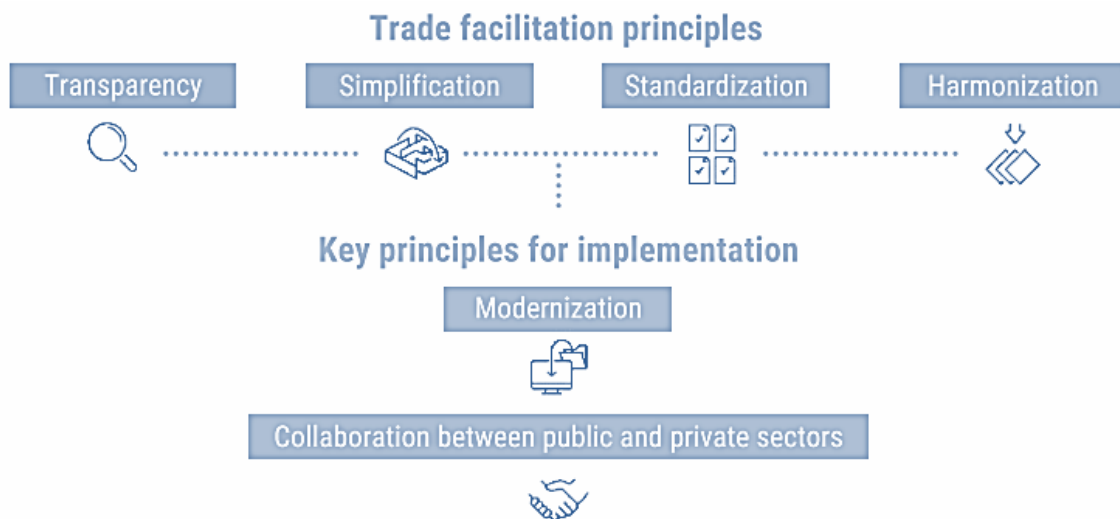 Trade facilitation principles
Transparency
Simplification
Standardization
Harmonization
Key principles for implementation
Modernization
Collaboration between public and private sectors